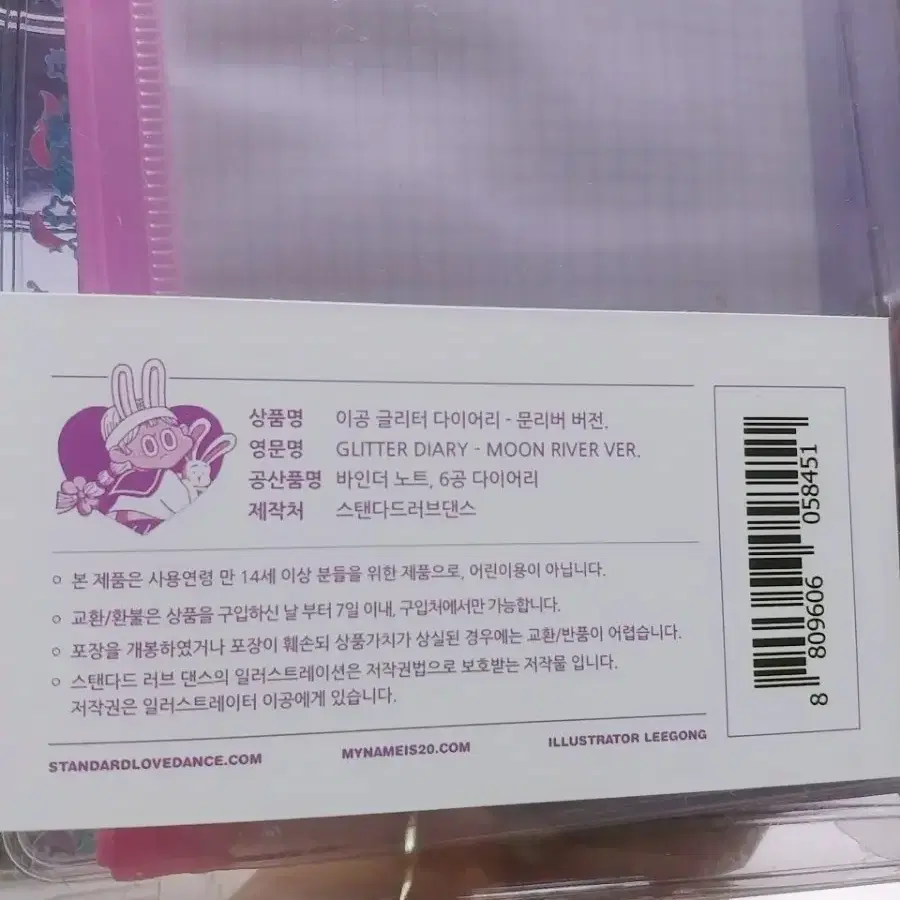 상품명 이공 글리터 다이어리 - 문리버 버전.
영문명 GLITTER DIARY - MOON RIVER VER.
공산품명 바인더 노트, 6공 다이어리
제작처 스탠다드러브댄스
본 제품은 사용연령 만 14세 이상 분들을 위한 제품으로, 어린이용이 아닙니다.
교환/환불은 상품을 구입하신 날 부터 7일 이내, 구입처에서만 가능합니다.
포장을 개봉하였거나 포장이 훼손되 상품가치가 상실된 경우에는 교환/반품이 어렵습니다.
스탠다드 러브 댄스의 일러스트레이션은 저작권법으로 보호받는 저작물 입니다.
저작권은 일러스트레이터 이공에게 있습니다.
STANDARDLOVEDANCE.COM MYNAMEIS20.COM ILLUSTRATOR LEEGONG
8 809606 058451